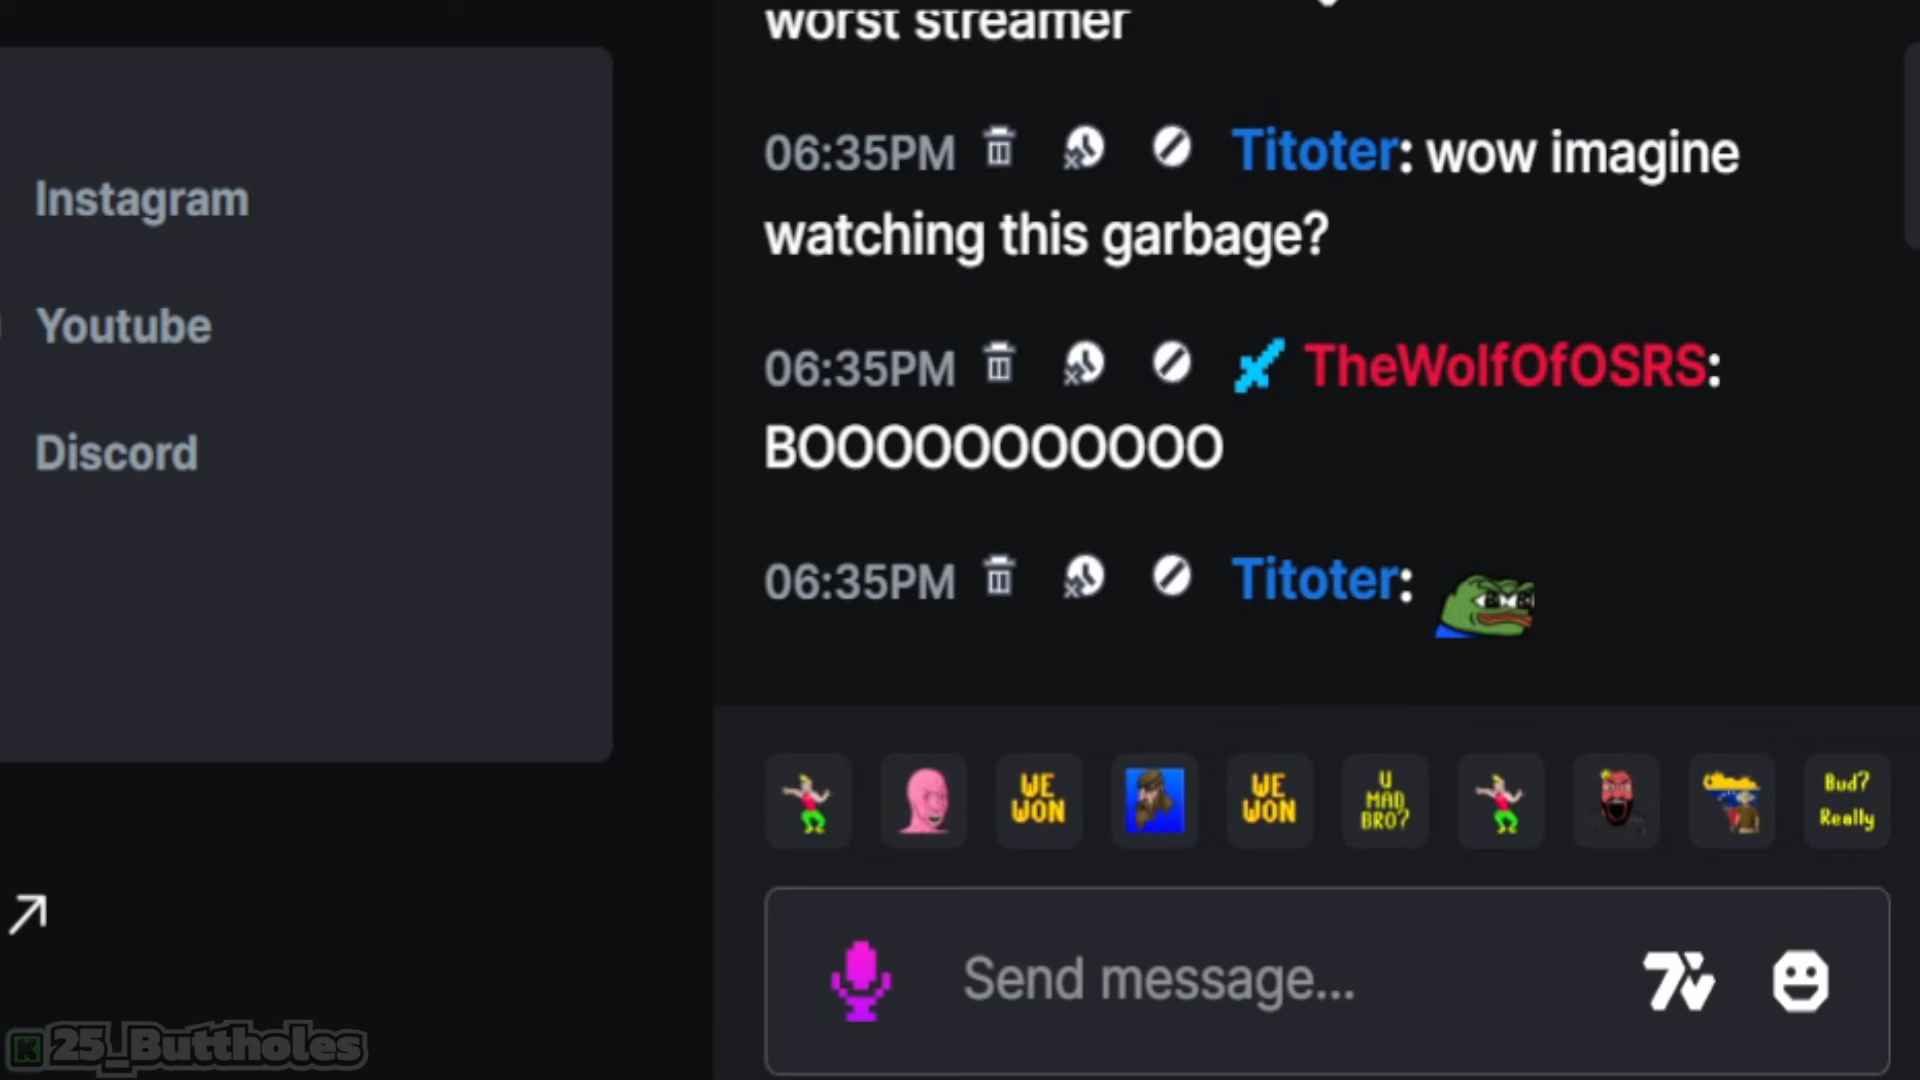 worst streamer
06:35PM Titoter: wow imagine
watching this garbage?
Instagram
Youtube
Discord
06:35PM TheWolfOfOSRS:
BOOOOOOOOOOO
06:35PM Titoter:
WE
WON
WE
WON
U
MAD
BRO?
Bud?
Really
Send message...
7V
K 25_Buttholes